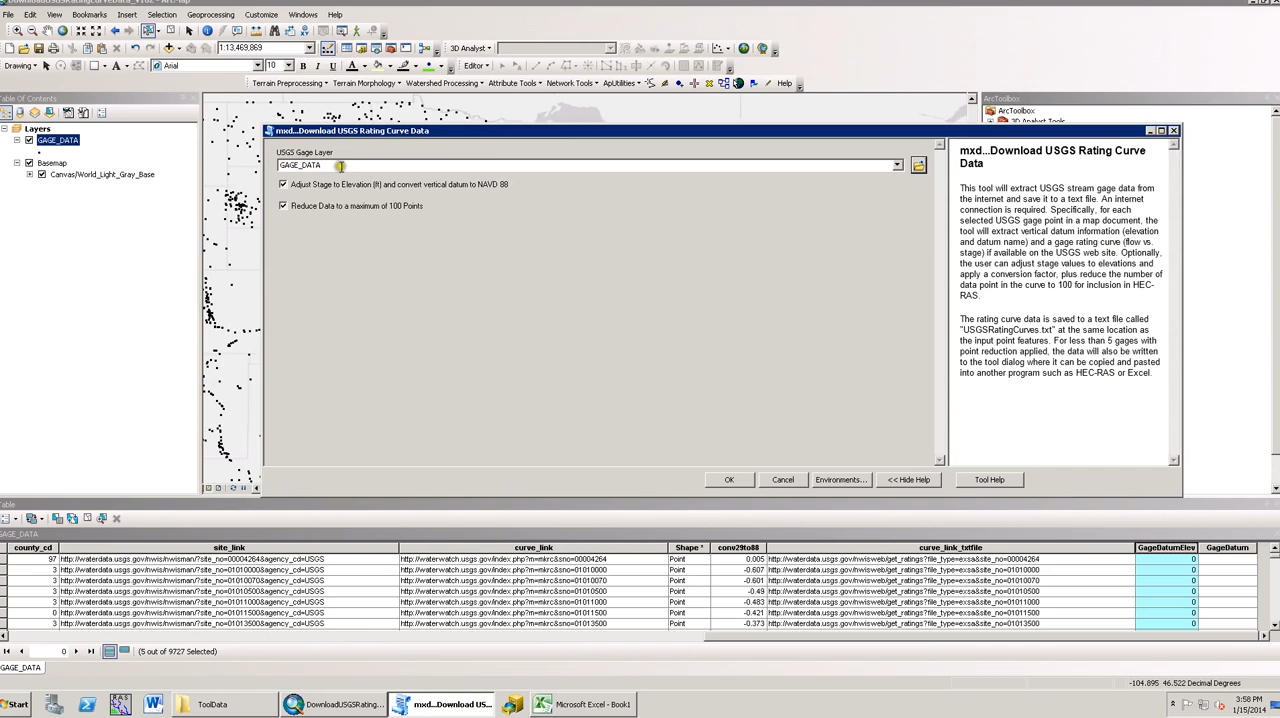 DownloadUSGSRatingCurveData_v102 - ArcMap
File Edit View Bookmarks Insert Selection Geoprocessing Customize Windows Help
1:13,469,869
3D Analyst
Drawing Arial 10 B I U A Editor
Terrain Preprocessing Terrain Morphology Watershed Processing Attribute Tools Network Tools ApUtilities Help
Table Of Contents
Layers
GAGE_DATA
Basemap
Canvas/World_Light_Gray_Base
ArcToolbox
ArcToolbox
3D Analyst Tools
mxd...Download USGS Rating Curve Data
USGS Gage Layer
GAGE_DATA
Adjust Stage to Elevation (ft) and convert vertical datum to NAVD 88
Reduce Data to a maximum of 100 Points
OK Cancel Environments... << Hide Help Tool Help
mxd...Download USGS Rating Curve
Data
This tool will extract USGS stream gage data from
the internet and save it to a text file. An internet
connection is required. Specifically, for each
selected USGS gage point in a map document, the
tool will extract vertical datum information (elevation
and datum name) and a gage rating curve (flow vs.
stage) if available on the USGS web site. Optionally,
the user can adjust stage values to elevations and
apply a conversion factor, plus reduce the number of
data point in the curve to 100 for inclusion in HEC-
RAS.
The rating curve data is saved to a text file called
"USGSRatingCurves.txt" at the same location as
the input point features. For less than 5 gages with
point reduction applied, the data will also be written
to the tool dialog where it can be copied and pasted
into another program such as HEC-RAS or Excel.
Table
GAGE_DATA
county_cd site_link curve_link Shape * conv29to88 curve_link_txtfile GageDatumElev GageDatum
97 http://waterdata.usgs.gov/nwis/nwisman/?site_no=00004264&agency_cd=USGS http://waterwatch.usgs.gov/index.php?m=mkrc&sno=00004264 Point 0.005 http://waterdata.usgs.gov/nwisweb/get_ratings?file_type=exsa&site_no=00004264 0
3 http://waterdata.usgs.gov/nwis/nwisman/?site_no=01010000&agency_cd=USGS http://waterwatch.usgs.gov/index.php?m=mkrc&sno=01010000 Point -0.607 http://waterdata.usgs.gov/nwisweb/get_ratings?file_type=exsa&site_no=01010000 0
3 http://waterdata.usgs.gov/nwis/nwisman/?site_no=01010070&agency_cd=USGS http://waterwatch.usgs.gov/index.php?m=mkrc&sno=01010070 Point -0.601 http://waterdata.usgs.gov/nwisweb/get_ratings?file_type=exsa&site_no=01010070 0
3 http://waterdata.usgs.gov/nwis/nwisman/?site_no=01010500&agency_cd=USGS http://waterwatch.usgs.gov/index.php?m=mkrc&sno=01010500 Point -0.49 http://waterdata.usgs.gov/nwisweb/get_ratings?file_type=exsa&site_no=01010500 0
3 http://waterdata.usgs.gov/nwis/nwisman/?site_no=01011000&agency_cd=USGS http://waterwatch.usgs.gov/index.php?m=mkrc&sno=01011000 Point -0.483 http://waterdata.usgs.gov/nwisweb/get_ratings?file_type=exsa&site_no=01011000 0
0 http://waterdata.usgs.gov/nwis/nwisman/?site_no=01011500&agency_cd=USGS http://waterwatch.usgs.gov/index.php?m=mkrc&sno=01011500 Point -0.421 http://waterdata.usgs.gov/nwisweb/get_ratings?file_type=exsa&site_no=01011500 0
3 http://waterdata.usgs.gov/nwis/nwisman/?site_no=01013500&agency_cd=USGS http://waterwatch.usgs.gov/index.php?m=mkrc&sno=01013500 Point -0.373 http://waterdata.usgs.gov/nwisweb/get_ratings?file_type=exsa&site_no=01013500 0
0 (5 out of 9727 Selected)
GAGE_DATA
-104.895 46.522 Decimal Degrees
Start RAS ToolData DownloadUSGSRating... mxd...Download US... Microsoft Excel - Book1
3:58 PM
1/15/2014